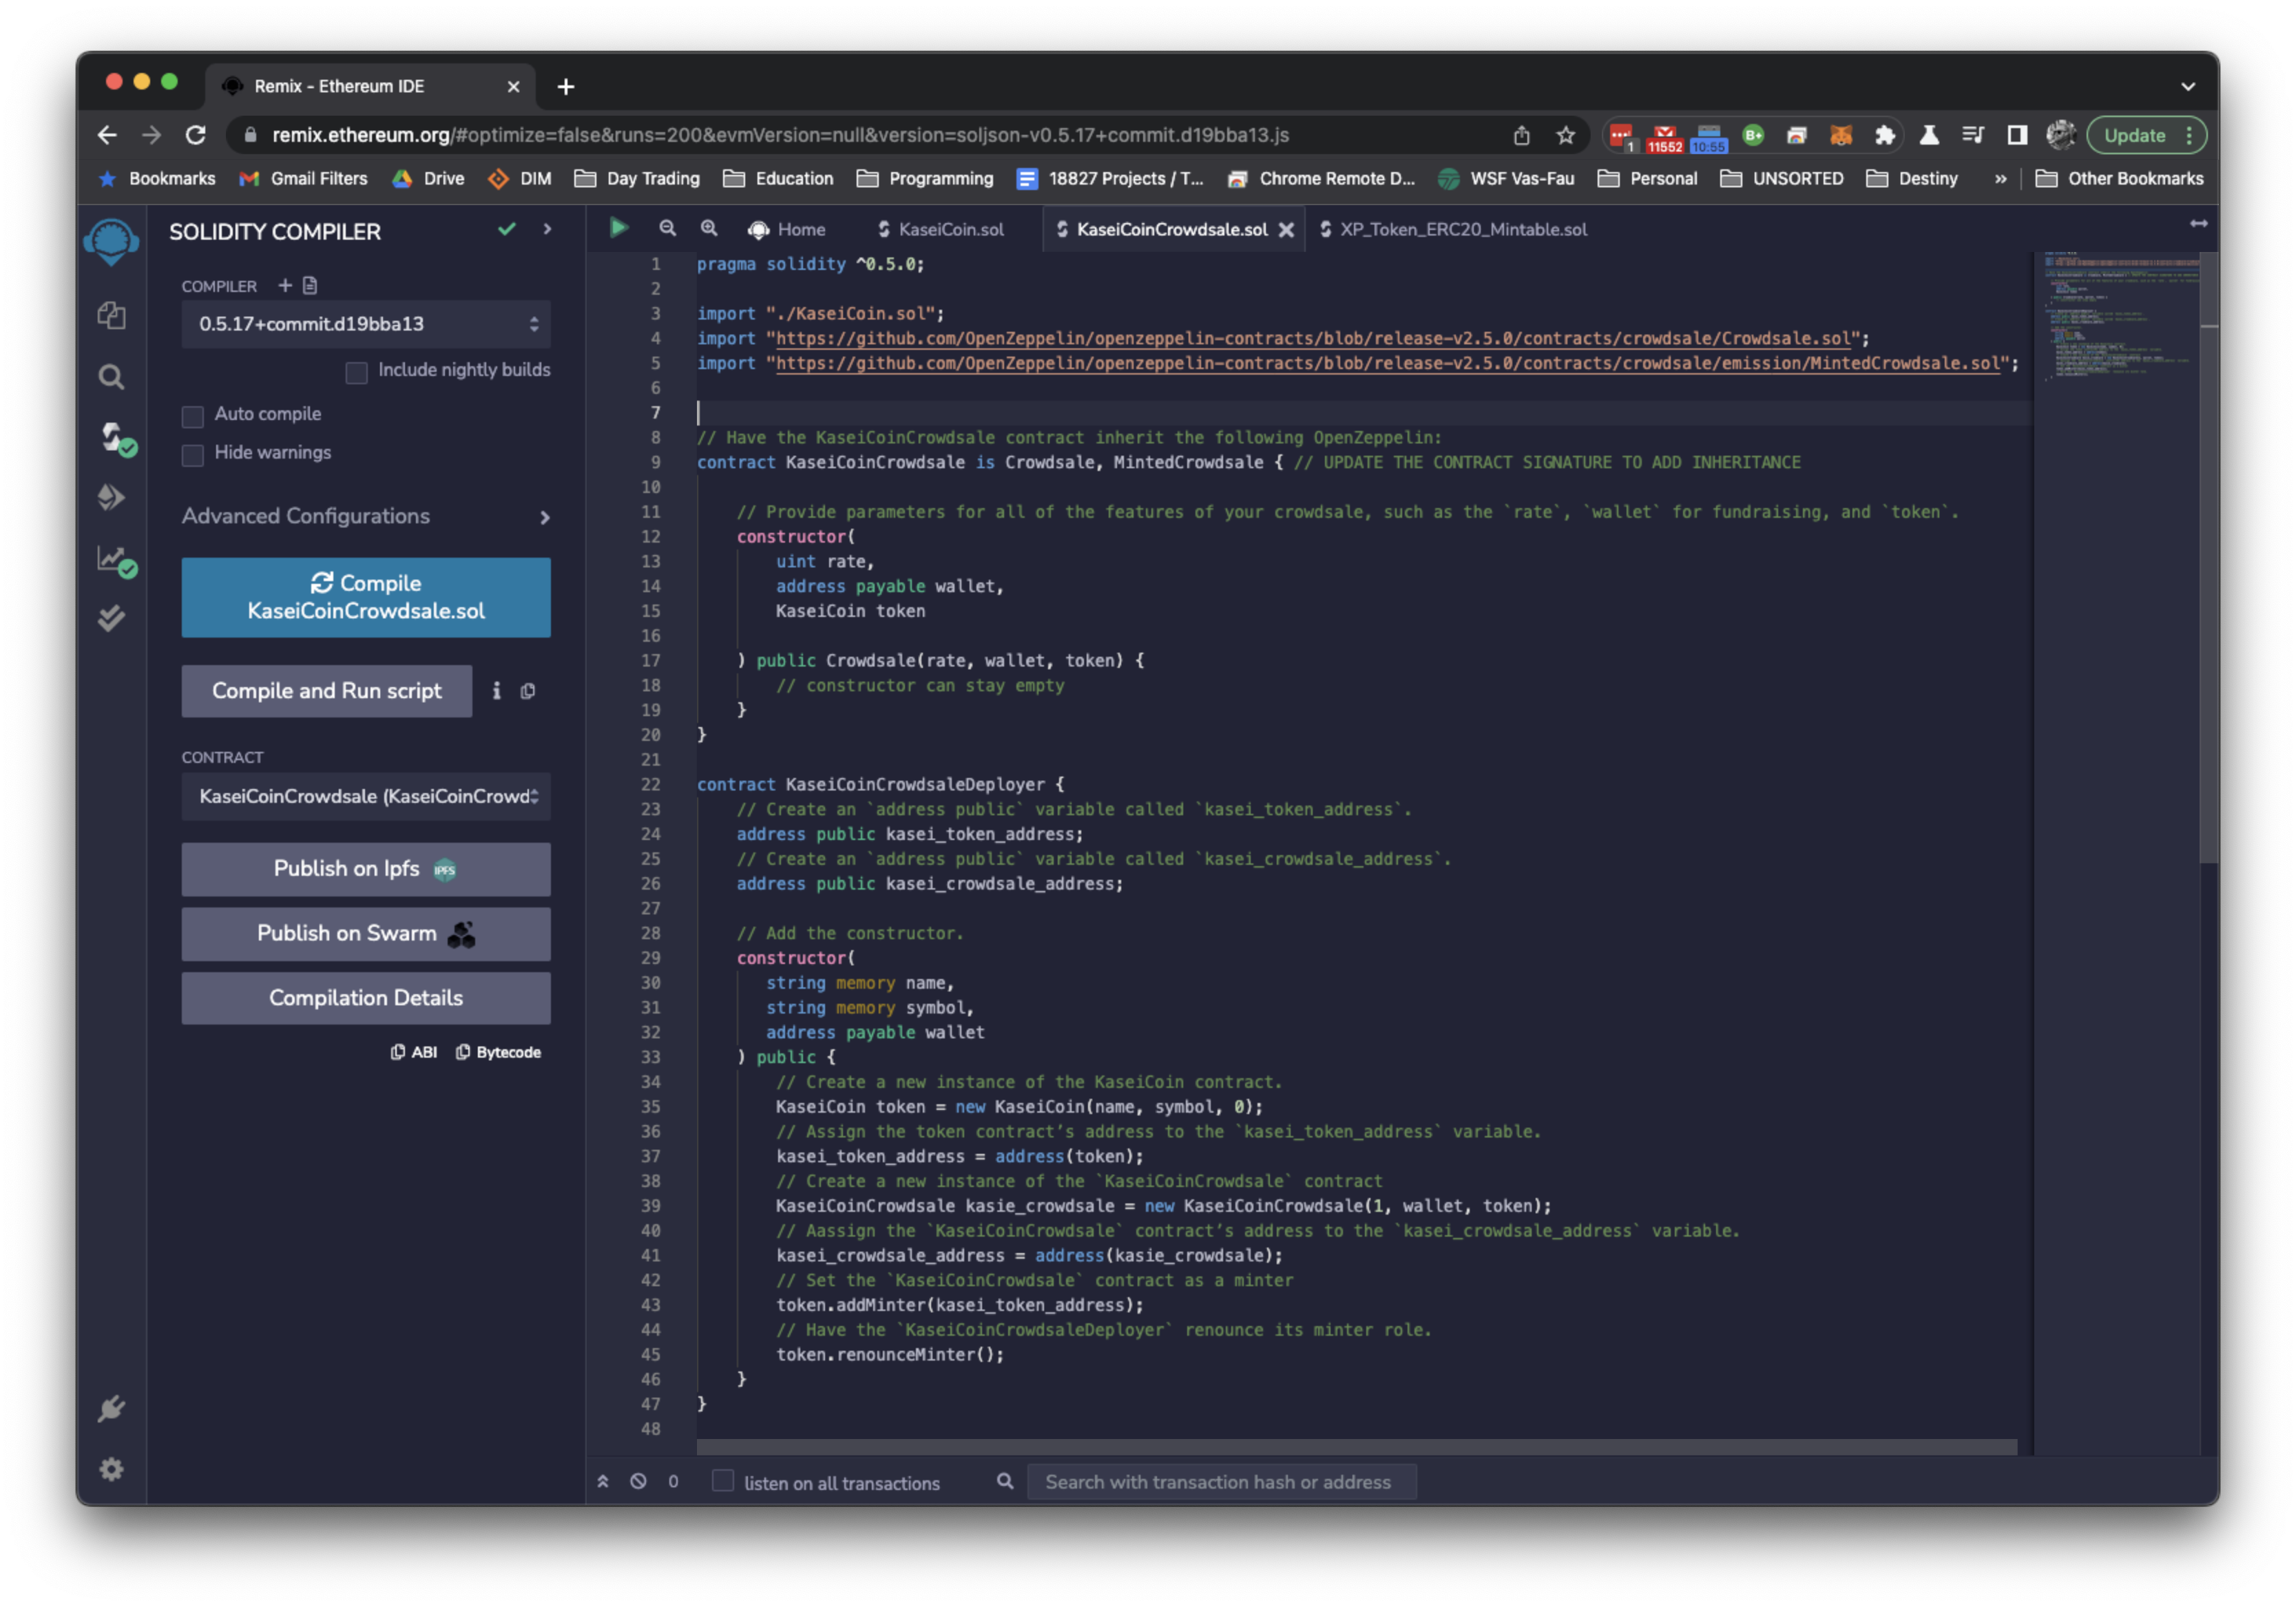 Remix - Ethereum IDE
remix.ethereum.org/#optimize=false&runs=200&evmVersion=null&version=soljson-v0.5.17+commit.d19bba13.js
1
11552
10:55
B+
Update
Bookmarks
Gmail Filters
Drive
DIM
Day Trading
Education
Programming
18827 Projects / T...
Chrome Remote D...
WSF Vas-Fau
Personal
UNSORTED
Destiny
»
Other Bookmarks
SOLIDITY COMPILER
COMPILER
0.5.17+commit.d19bba13
Include nightly builds
Auto compile
Hide warnings
Advanced Configurations
Compile
KaseiCoinCrowdsale.sol
Compile and Run script
i
CONTRACT
KaseiCoinCrowdsale (KaseiCoinCrowd
Publish on Ipfs
IPFS
Publish on Swarm
Compilation Details
ABI
Bytecode
Home
KaseiCoin.sol
KaseiCoinCrowdsale.sol
XP_Token_ERC20_Mintable.sol
1 pragma solidity ^0.5.0;
2
3 import "./KaseiCoin.sol";
4 import "https://github.com/OpenZeppelin/openzeppelin-contracts/blob/release-v2.5.0/contracts/crowdsale/Crowdsale.sol";
5 import "https://github.com/OpenZeppelin/openzeppelin-contracts/blob/release-v2.5.0/contracts/crowdsale/emission/MintedCrowdsale.sol";
6
7
8 // Have the KaseiCoinCrowdsale contract inherit the following OpenZeppelin:
9 contract KaseiCoinCrowdsale is Crowdsale, MintedCrowdsale { // UPDATE THE CONTRACT SIGNATURE TO ADD INHERITANCE
10
11 // Provide parameters for all of the features of your crowdsale, such as the `rate`, `wallet` for fundraising, and `token`.
12 constructor(
13 uint rate,
14 address payable wallet,
15 KaseiCoin token
16
17 ) public Crowdsale(rate, wallet, token) {
18 // constructor can stay empty
19 }
20 }
21
22 contract KaseiCoinCrowdsaleDeployer {
23 // Create an `address public` variable called `kasei_token_address`.
24 address public kasei_token_address;
25 // Create an `address public` variable called `kasei_crowdsale_address`.
26 address public kasei_crowdsale_address;
27
28 // Add the constructor.
29 constructor(
30 string memory name,
31 string memory symbol,
32 address payable wallet
33 ) public {
34 // Create a new instance of the KaseiCoin contract.
35 KaseiCoin token = new KaseiCoin(name, symbol, 0);
36 // Assign the token contract’s address to the `kasei_token_address` variable.
37 kasei_token_address = address(token);
38 // Create a new instance of the `KaseiCoinCrowdsale` contract
39 KaseiCoinCrowdsale kasie_crowdsale = new KaseiCoinCrowdsale(1, wallet, token);
40 // Aassign the `KaseiCoinCrowdsale` contract’s address to the `kasei_crowdsale_address` variable.
41 kasei_crowdsale_address = address(kasie_crowdsale);
42 // Set the `KaseiCoinCrowdsale` contract as a minter
43 token.addMinter(kasei_token_address);
44 // Have the `KaseiCoinCrowdsaleDeployer` renounce its minter role.
45 token.renounceMinter();
46 }
47 }
48
0
listen on all transactions
Search with transaction hash or address